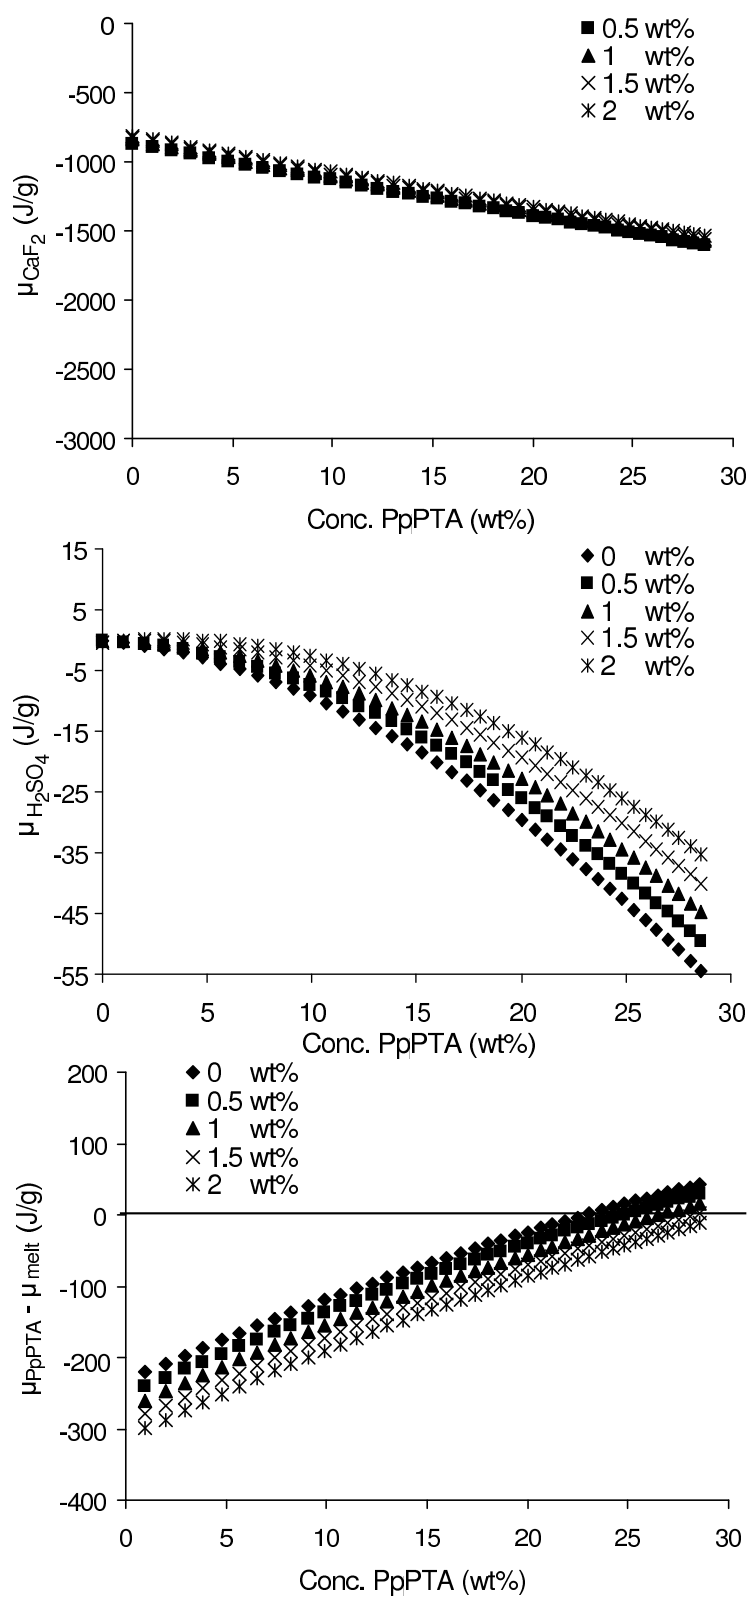 0
-500
-1000
-1500
-2000
-2500
-3000
μCaF2 (J/g)
0.5 wt%
1 wt%
1.5 wt%
2 wt%
0 5 10 15 20 25 30
Conc. PpPTA (wt%)
15
5
-5
-15
-25
-35
-45
-55
μH2SO4 (J/g)
0 wt%
0.5 wt%
1 wt%
1.5 wt%
2 wt%
0 5 10 15 20 25 30
Conc. PpPTA (wt%)
200
100
0
-100
-200
-300
-400
μPpPTA - μmelt (J/g)
0 wt%
0.5 wt%
1 wt%
1.5 wt%
2 wt%
0 5 10 15 20 25 30
Conc. PpPTA (wt%)